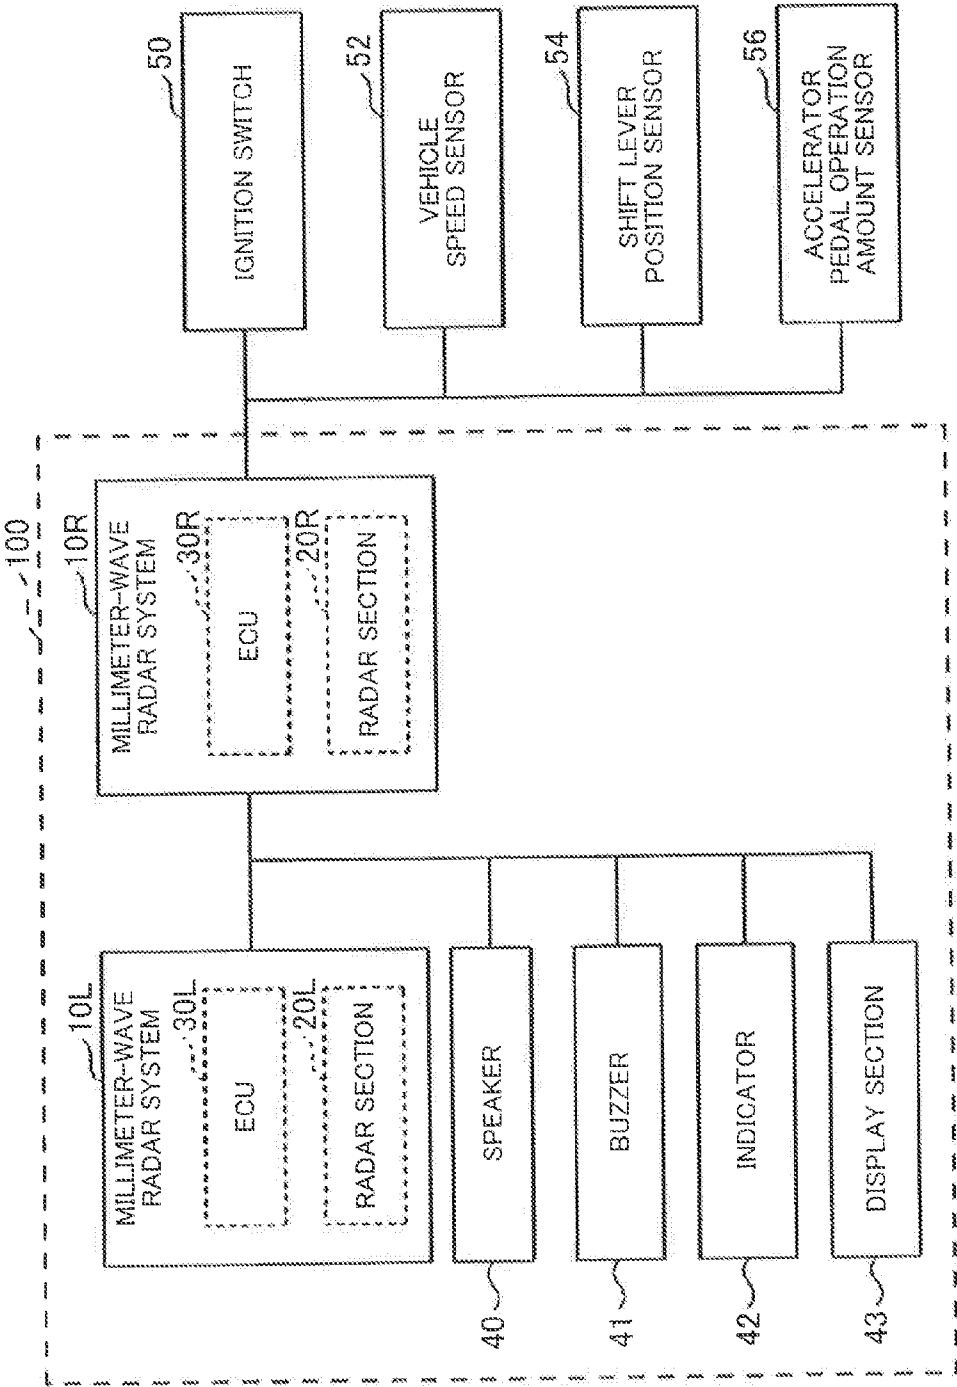 100
10L
MILLIMETER-WAVE
RADAR SYSTEM
30L
ECU
20L
RADAR SECTION
10R
MILLIMETER-WAVE
RADAR SYSTEM
30R
ECU
20R
RADAR SECTION
50
IGNITION SWITCH
52
VEHICLE
SPEED SENSOR
54
SHIFT LEVER
POSITION SENSOR
56
ACCELERATOR
PEDAL OPERATION
AMOUNT SENSOR
40
SPEAKER
41
BUZZER
42
INDICATOR
43
DISPLAY SECTION